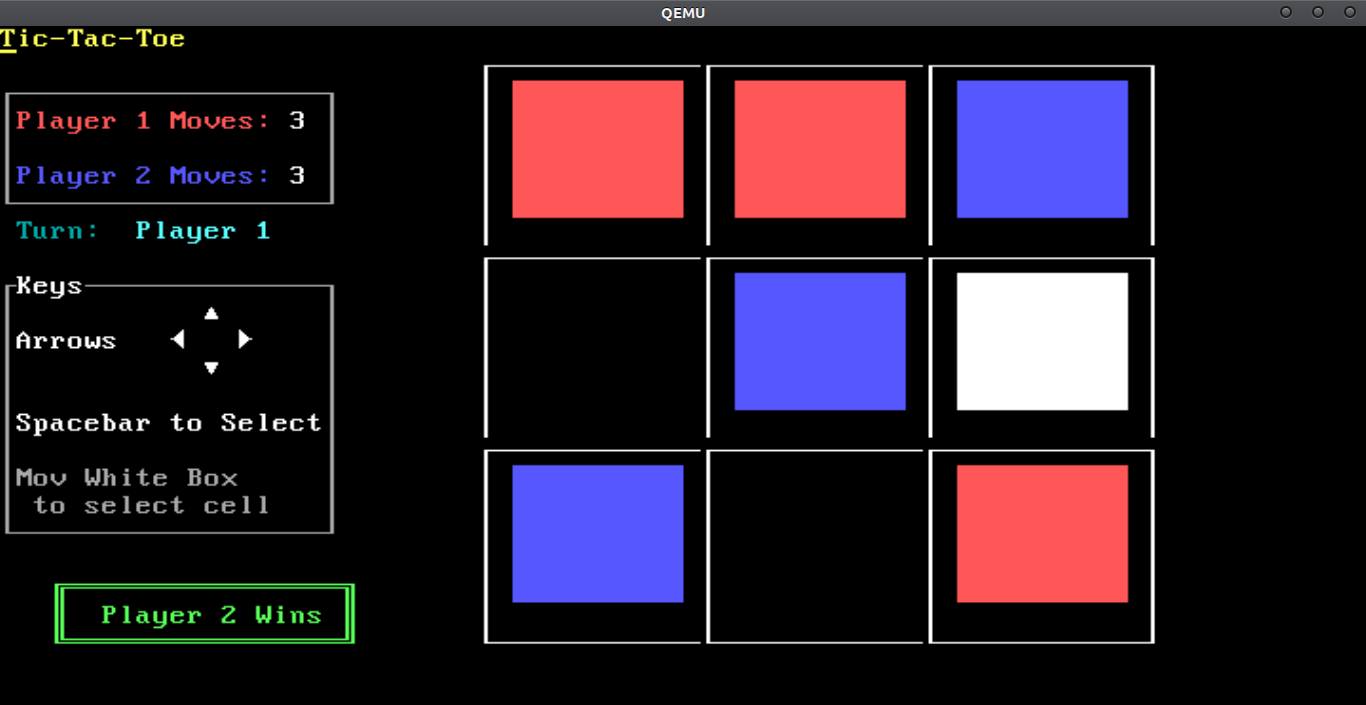 QEMU
Tic-Tac-Toe
Player 1 Moves: 3
Player 2 Moves: 3
Turn: Player 1
Keys
Arrows
Spacebar to Select
Mov White Box
to select cell
Player 2 Wins